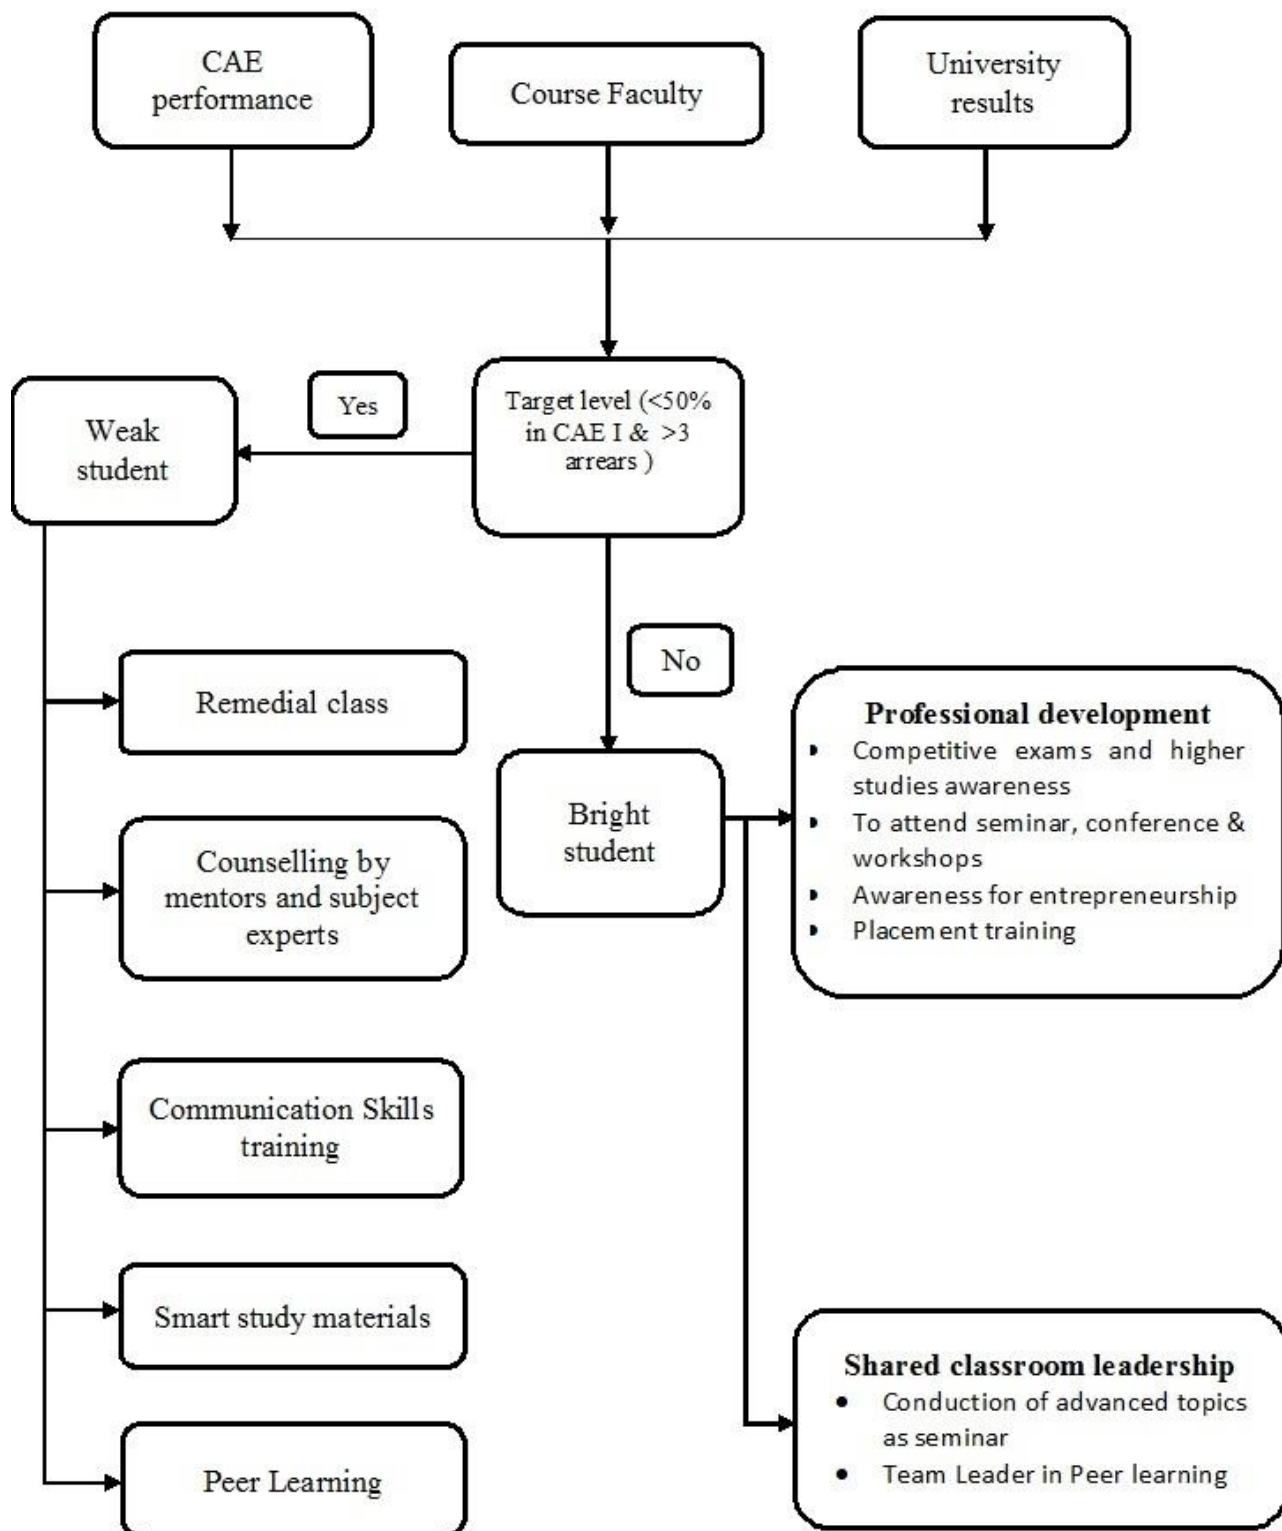 CAE
performance
Course Faculty
University
results
Target level (<50%
in CAE I & >3
arrears )
Yes
Weak
student
No
Remedial class
Counselling by
mentors and subject
experts
Communication Skills
training
Smart study materials
Peer Learning
Bright
student
Professional development
• Competitive exams and higher
studies awareness
• To attend seminar, conference &
workshops
• Awareness for entrepreneurship
• Placement training
Shared classroom leadership
• Conduction of advanced topics
as seminar
• Team Leader in Peer learning